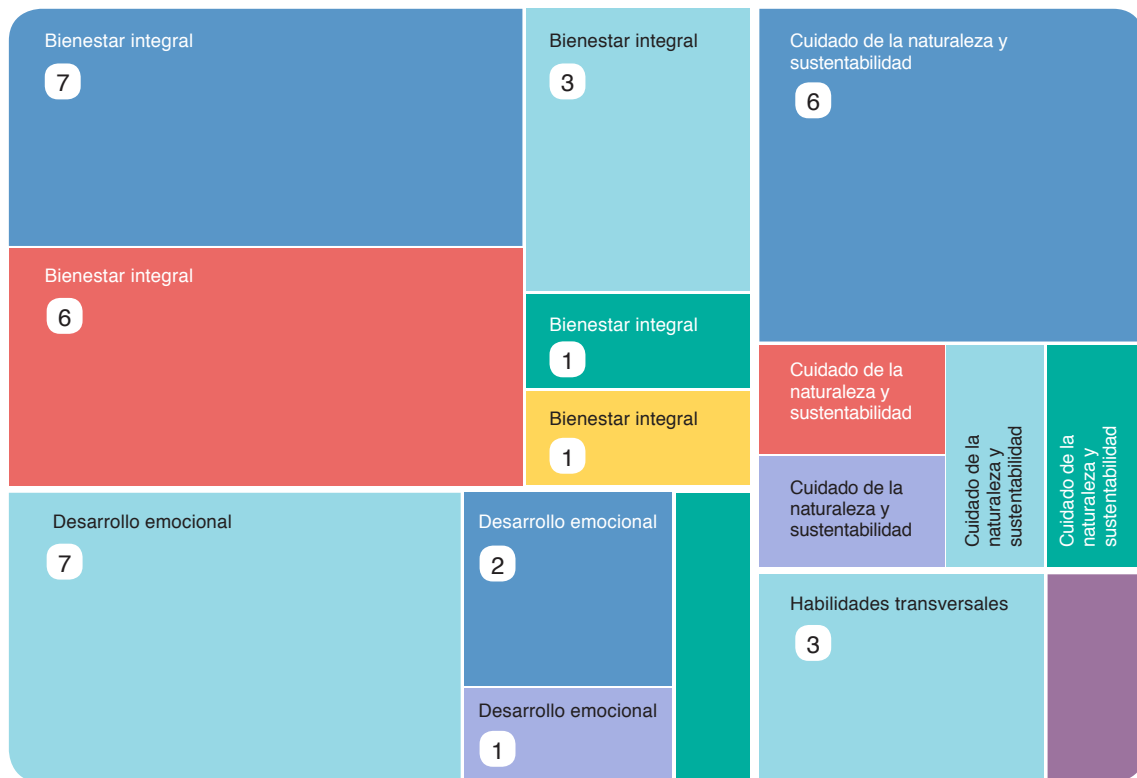 Bienestar integral
7
Bienestar integral
3
Cuidado de la naturaleza y
sustentabilidad
6
Bienestar integral
6
Bienestar integral
1
Bienestar integral
1
Cuidado de la
naturaleza y
sustentabilidad
Cuidado de la
naturaleza y
sustentabilidad
Cuidado de la
naturaleza y
sustentabilidad
Cuidado de la
naturaleza y
sustentabilidad
Desarrollo emocional
7
Desarrollo emocional
2
Desarrollo emocional
1
Habilidades transversales
3